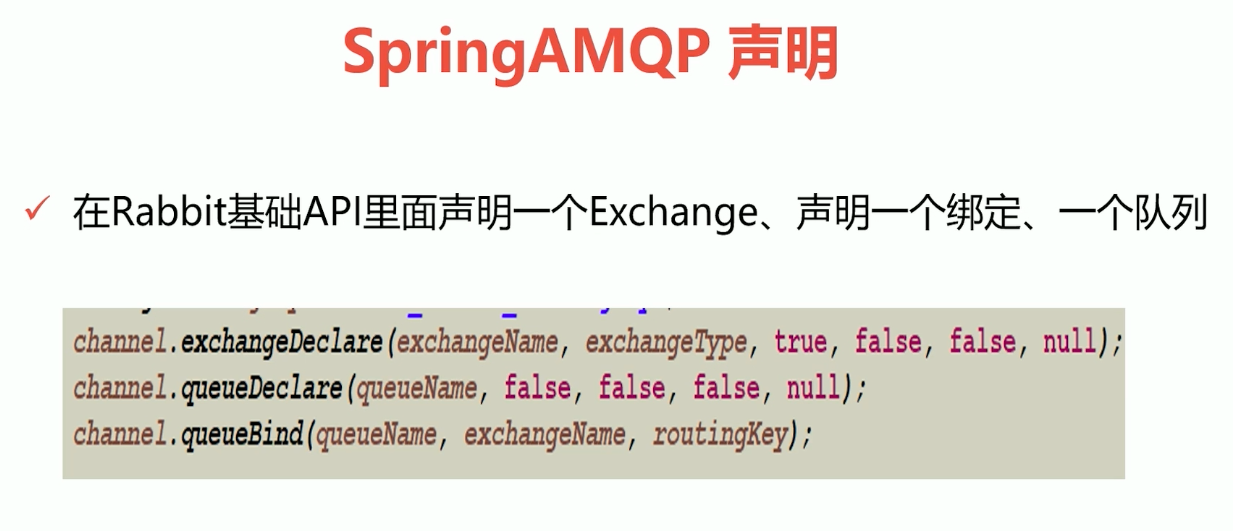 SpringAMQP 声明
✓ 在Rabbit基础API里面声明一个Exchange、声明一个绑定、一个队列
channel.exchangeDeclare(exchangeName, exchangeType, true, false, false, null);
channel.queueDeclare(queueName, false, false, false, null);
channel.queueBind(queueName, exchangeName, routingKey);